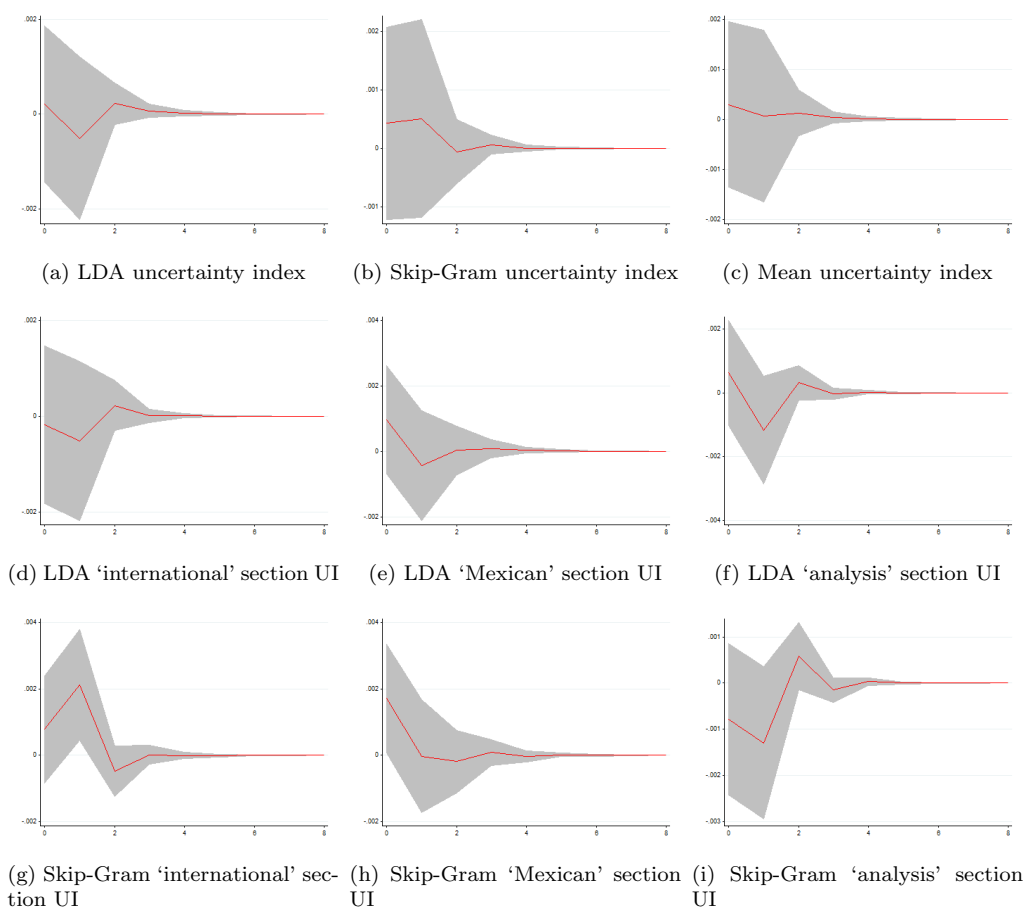 .002
0
-.002
0 2 4 6 8
.002
.001
0
-.001
0 2 4 6 8
.002
.001
0
-.001
-.002
0 2 4 6 8
(a) LDA uncertainty index
(b) Skip-Gram uncertainty index
(c) Mean uncertainty index
.002
0
-.002
0 2 4 6 8
.004
.002
0
-.002
0 2 4 6 8
.002
0
-.002
-.004
0 2 4 6 8
(d) LDA ‘international’ section UI
(e) LDA ‘Mexican’ section UI
(f) LDA ‘analysis’ section UI
.004
.002
0
-.002
0 2 4 6 8
.004
.002
0
-.002
0 2 4 6 8
.001
0
-.001
-.002
-.003
0 2 4 6 8
(g) Skip-Gram ‘international’ sec-
tion UI
(h) Skip-Gram ‘Mexican’ section
UI
(i) Skip-Gram ‘analysis’ section
UI